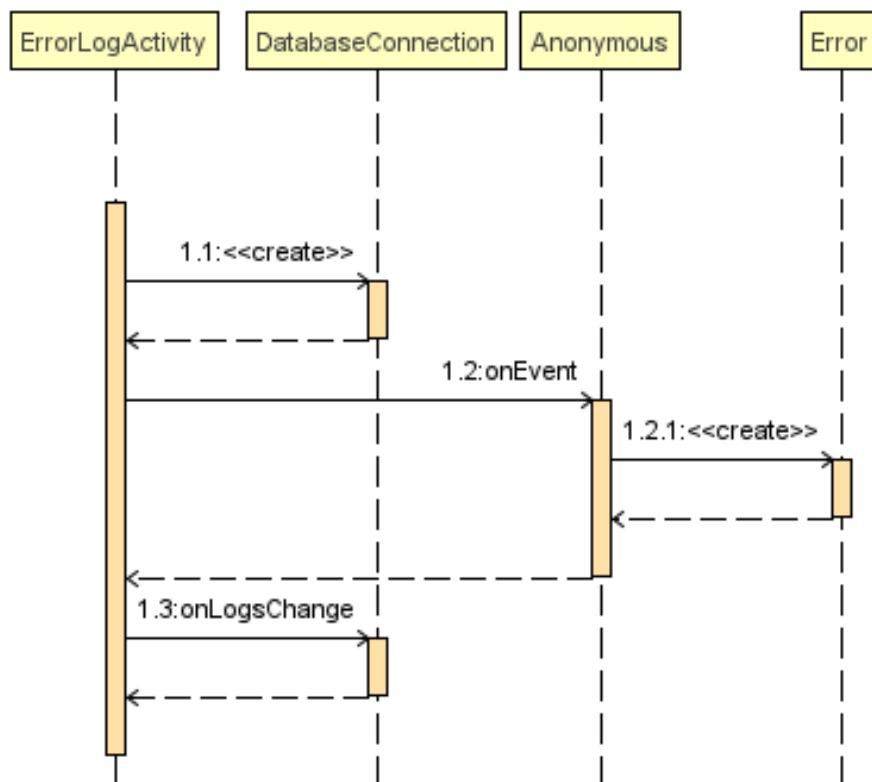 ErrorLogActivity
DatabaseConnection
Anonymous
Error
1.1:<<create>>
1.2:onEvent
1.2.1:<<create>>
1.3:onLogsChange